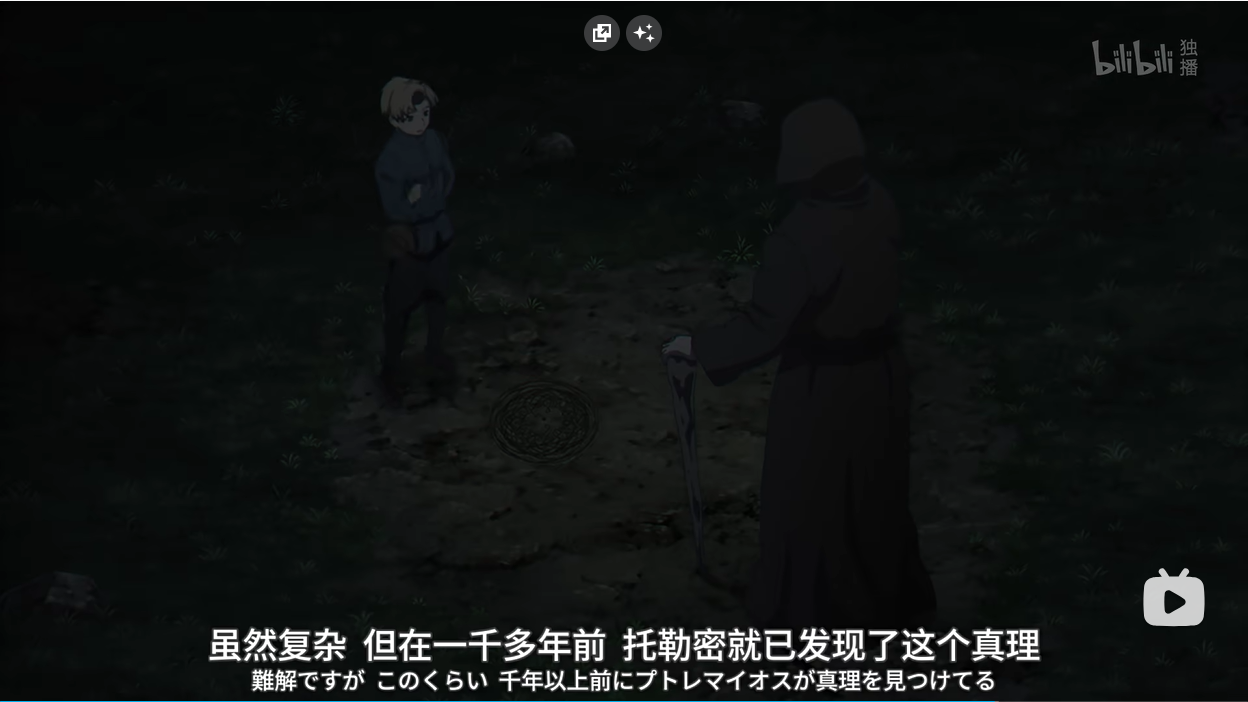 bilibili 独播
虽然复杂 但在一千多年前 托勒密就已发现了这个真理
難解ですが このくらい 千年以上前にプトレマイオスが真理を見つけてる